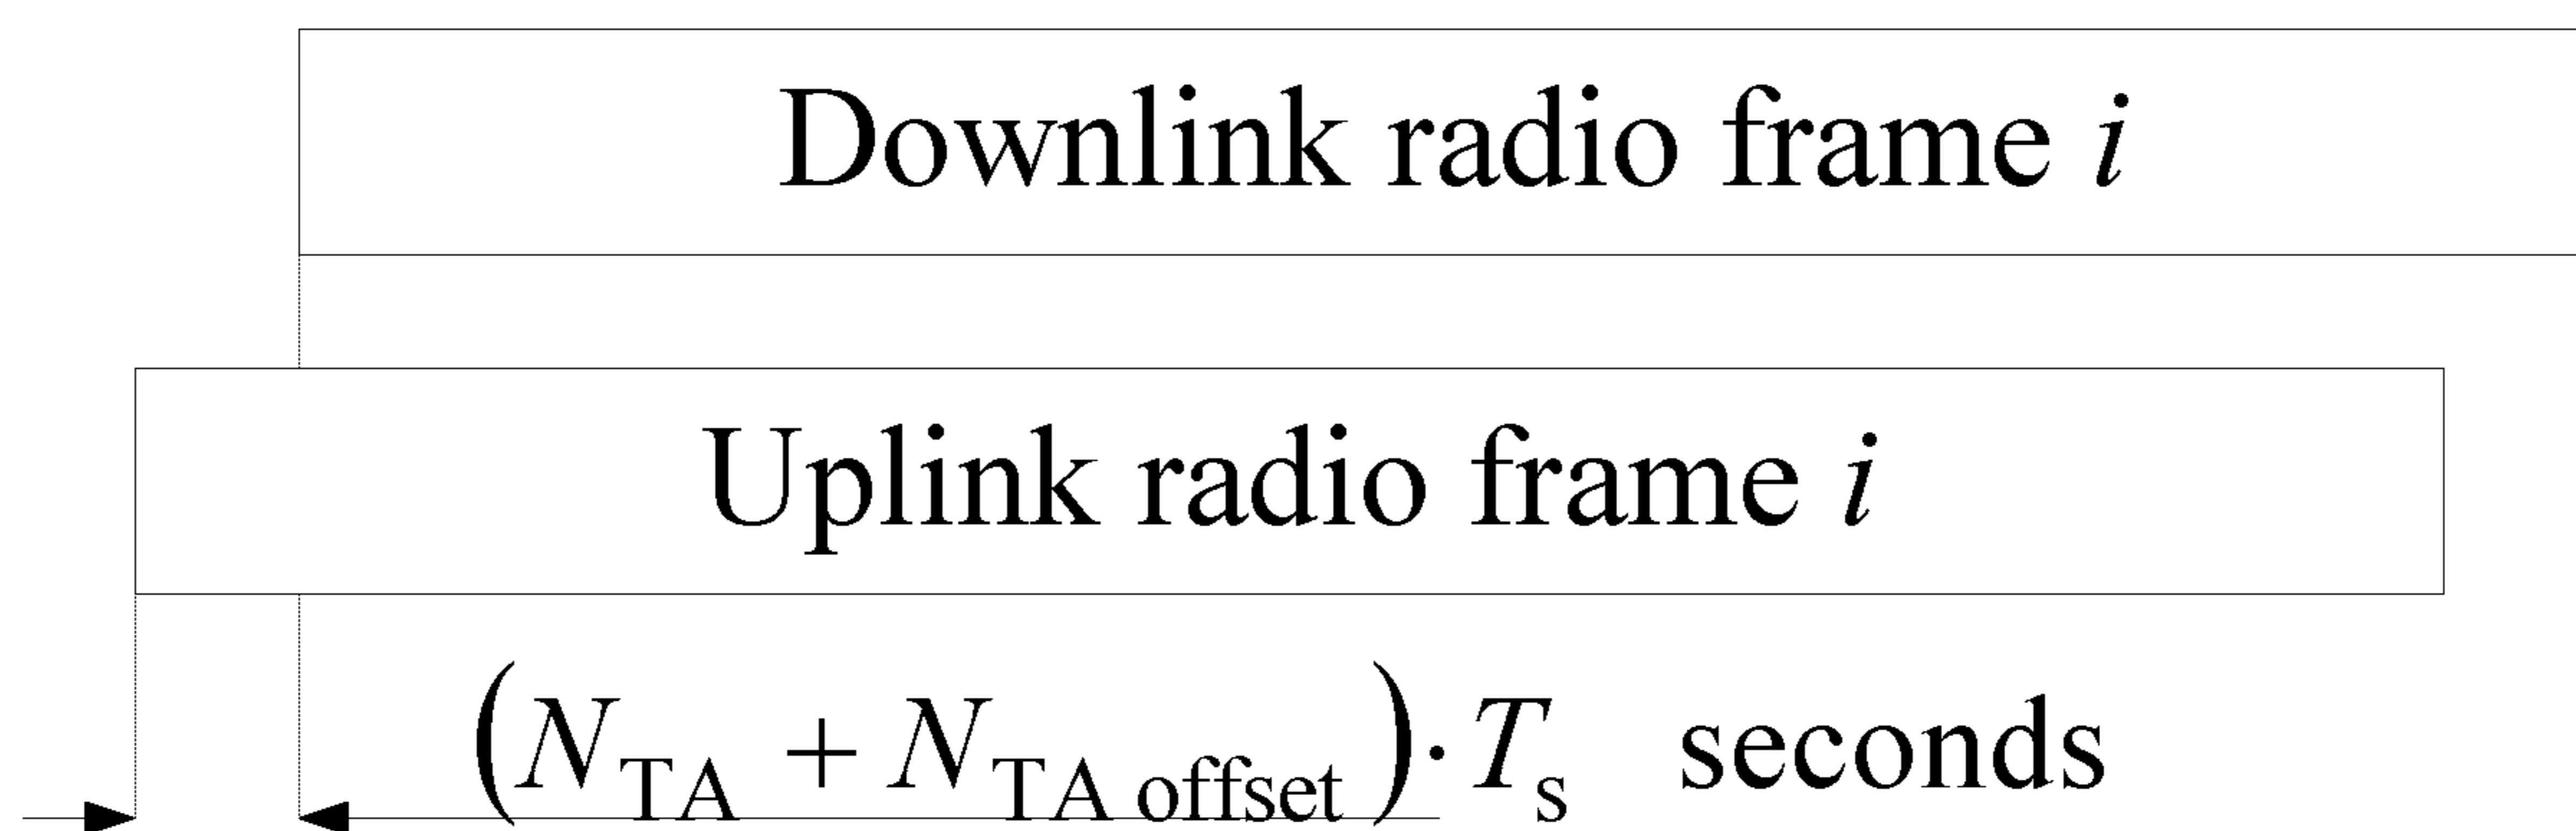 Downlink radio frame i
Uplink radio frame i
(N_TA + N_TA offset) · T_s seconds